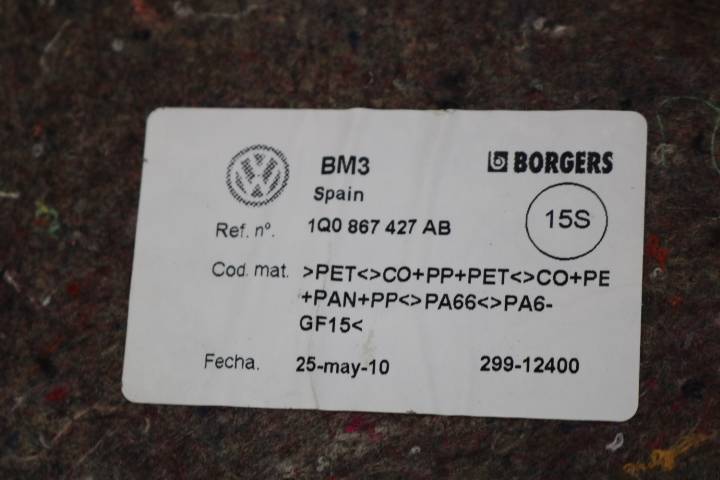 BM3 BORGERS
Spain
15S
Ref. nº. 1Q0 867 427 AB
Cod. mat. >PET<>CO+PP+PET<>CO+PE
+PAN+PP<>PA66<>PA6-
GF15<
Fecha. 25-may-10 299-12400